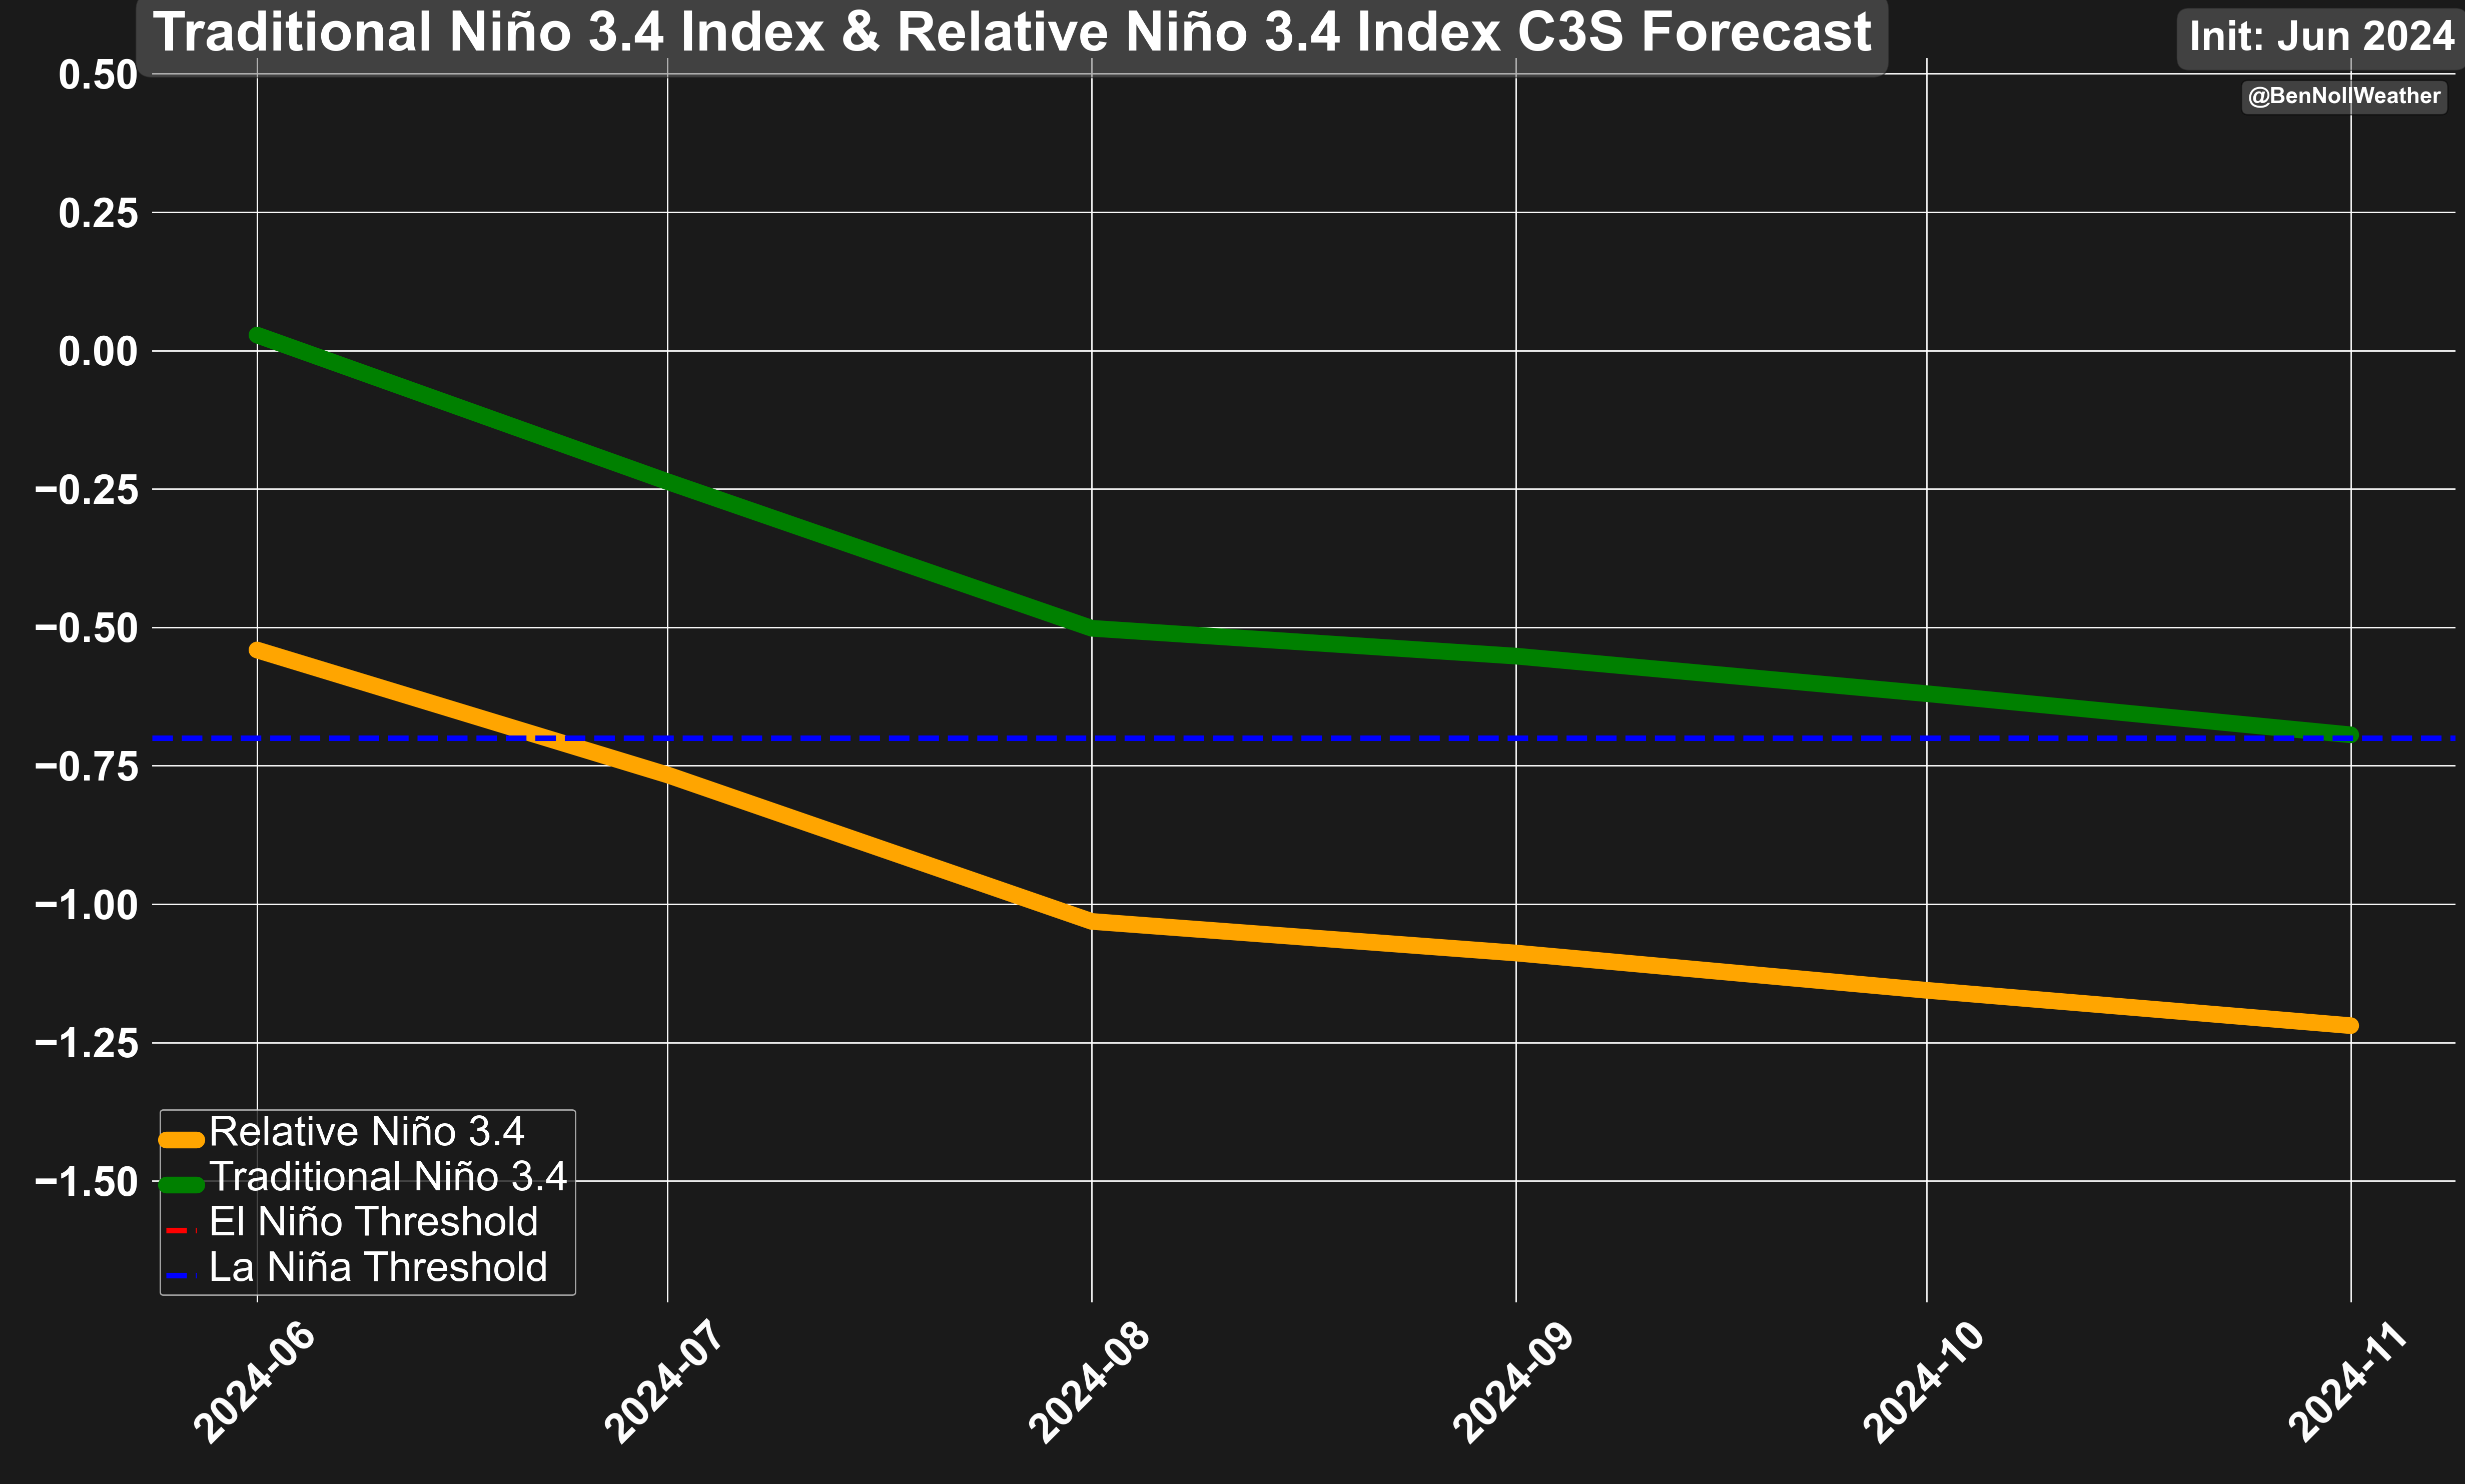 Traditional Niño 3.4 Index & Relative Niño 3.4 Index C3S Forecast
Init: Jun 2024
@BenNollWeather
0.50
0.25
0.00
−0.25
−0.50
−0.75
−1.00
−1.25
−1.50
Relative Niño 3.4
Traditional Niño 3.4
El Niño Threshold
La Niña Threshold
2024-06
2024-07
2024-08
2024-09
2024-10
2024-11